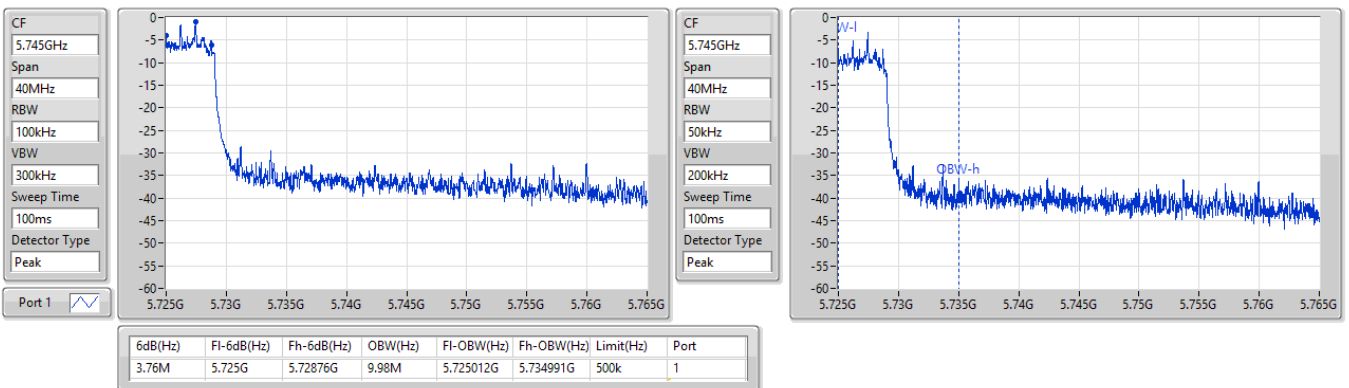 CF
5.745GHz
Span
40MHz
RBW
100kHz
VBW
300kHz
Sweep Time
100ms
Detector Type
Peak
Port 1
0
-5
-10
-15
-20
-25
-30
-35
-40
-45
-50
-55
-60
5.725G 5.73G 5.735G 5.74G 5.745G 5.75G 5.755G 5.76G 5.765G
CF
5.745GHz
Span
40MHz
RBW
50kHz
VBW
200kHz
Sweep Time
100ms
Detector Type
Peak
0
-5
-10
-15
-20
-25
-30
-35
-40
-45
-50
-55
-60
W-l
OBW-h
5.725G 5.73G 5.735G 5.74G 5.745G 5.75G 5.755G 5.76G 5.765G
6dB(Hz) Fl-6dB(Hz) Fh-6dB(Hz) OBW(Hz) Fl-OBW(Hz) Fh-OBW(Hz) Limit(Hz) Port
3.76M 5.725G 5.72876G 9.98M 5.725012G 5.734991G 500k 1